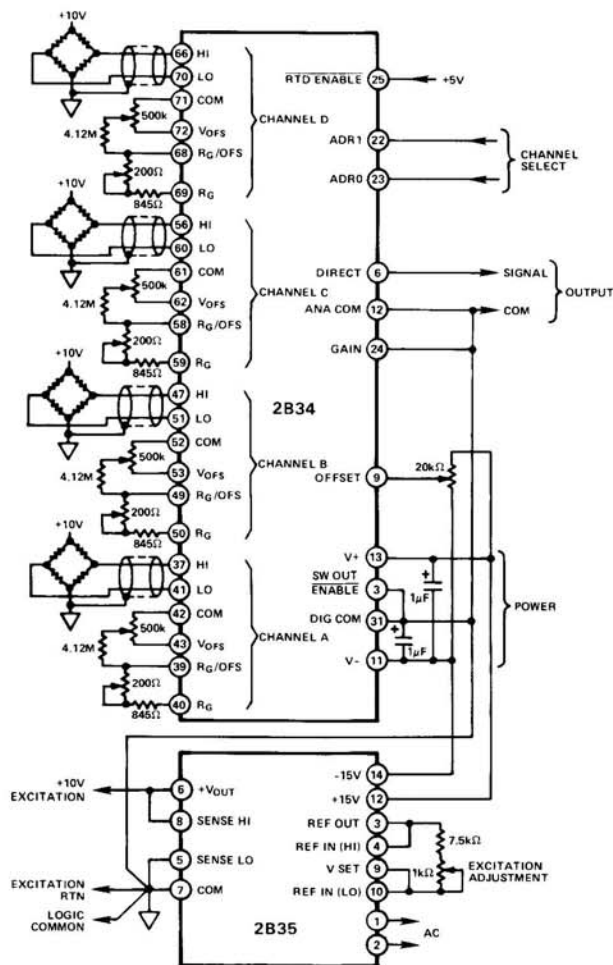 +10V
66 HI
70 LO
71 COM
500k
4.12M
72 VOFS
68 RG/OFS
200Ω
69 RG
845Ω
CHANNEL D
+10V
56 HI
60 LO
61 COM
500k
4.12M
62 VOFS
58 RG/OFS
200Ω
59 RG
845Ω
CHANNEL C
+10V
47 HI
51 LO
52 COM
500k
4.12M
53 VOFS
49 RG/OFS
200Ω
50 RG
845Ω
CHANNEL B
+10V
37 HI
41 LO
42 COM
500k
4.12M
43 VOFS
39 RG/OFS
200Ω
40 RG
845Ω
CHANNEL A
2B34
RTD ENABLE 25 +5V
ADR1 22
ADR0 23
CHANNEL
SELECT
DIRECT 6 SIGNAL
ANA COM 12 COM
OUTPUT
GAIN 24
OFFSET 9 20kΩ
V+ 13
SW OUT
ENABLE 3
+
1μF
DIG COM 31
+
1μF
V- 11
POWER
+10V
EXCITATION
6 +VOUT
8 SENSE HI
5 SENSE LO
EXCITATION
RTN
7 COM
LOGIC
COMMON
2B35
-15V 14
+15V 12
REF OUT 3
REF IN (HI) 4
7.5kΩ
V SET 9
1kΩ
REF IN (LO) 10
EXCITATION
ADJUSTMENT
1
2
AC